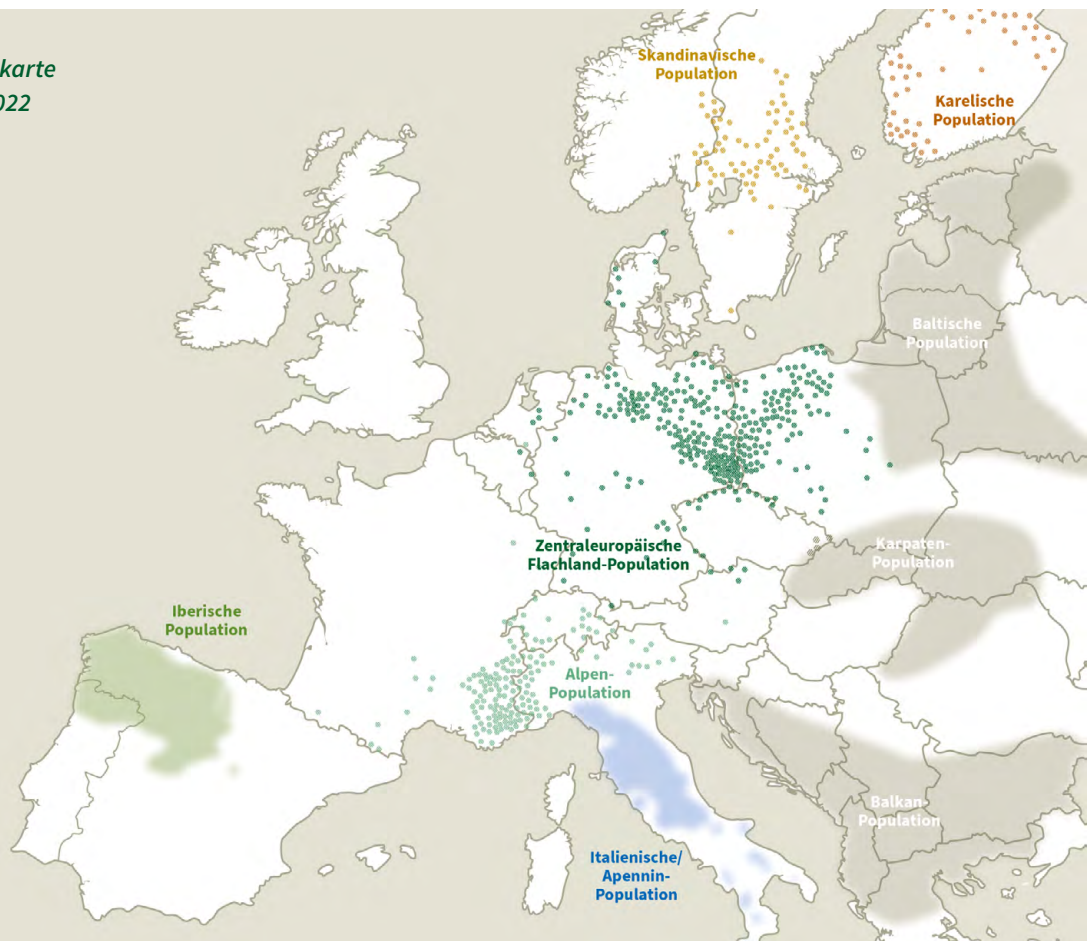 karte
022
Skandinavische
Population
Karelische
Population
Baltische
Population
Zentraleuropäische
Flachland-Population
Karpaten-
Population
Iberische
Population
Alpen-
Population
Balkan-
Population
Italienische/
Apennin-
Population